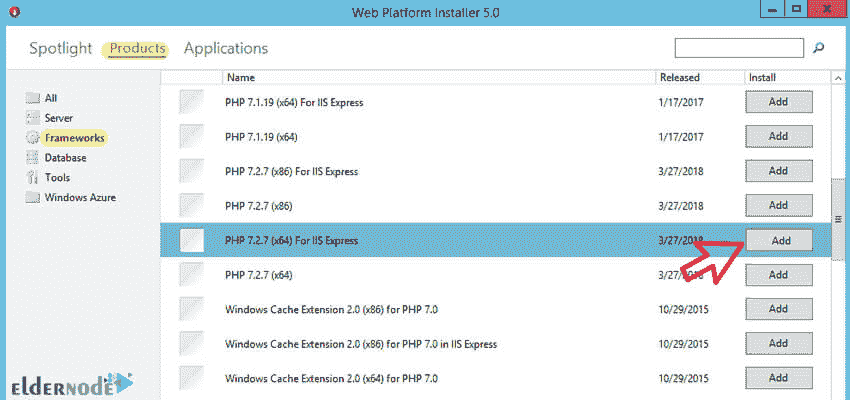 Web Platform Installer 5.0
Spotlight Products Applications
Name Released Install
All
Server
Frameworks
Database
Tools
Windows Azure
PHP 7.1.19 (x64) For IIS Express 1/17/2017 Add
PHP 7.1.19 (x64) 1/17/2017 Add
PHP 7.2.7 (x86) For IIS Express 3/27/2018 Add
PHP 7.2.7 (x86) 3/27/2018 Add
PHP 7.2.7 (x64) For IIS Express 3/27/2018 Add
PHP 7.2.7 (x64) 3/27/2018 Add
Windows Cache Extension 2.0 (x86) for PHP 7.0 10/29/2015 Add
Windows Cache Extension 2.0 (x86) for PHP 7.0 in IIS Express 10/29/2015 Add
Windows Cache Extension 2.0 (x64) for PHP 7.0 10/29/2015 Add
ELDERNODE